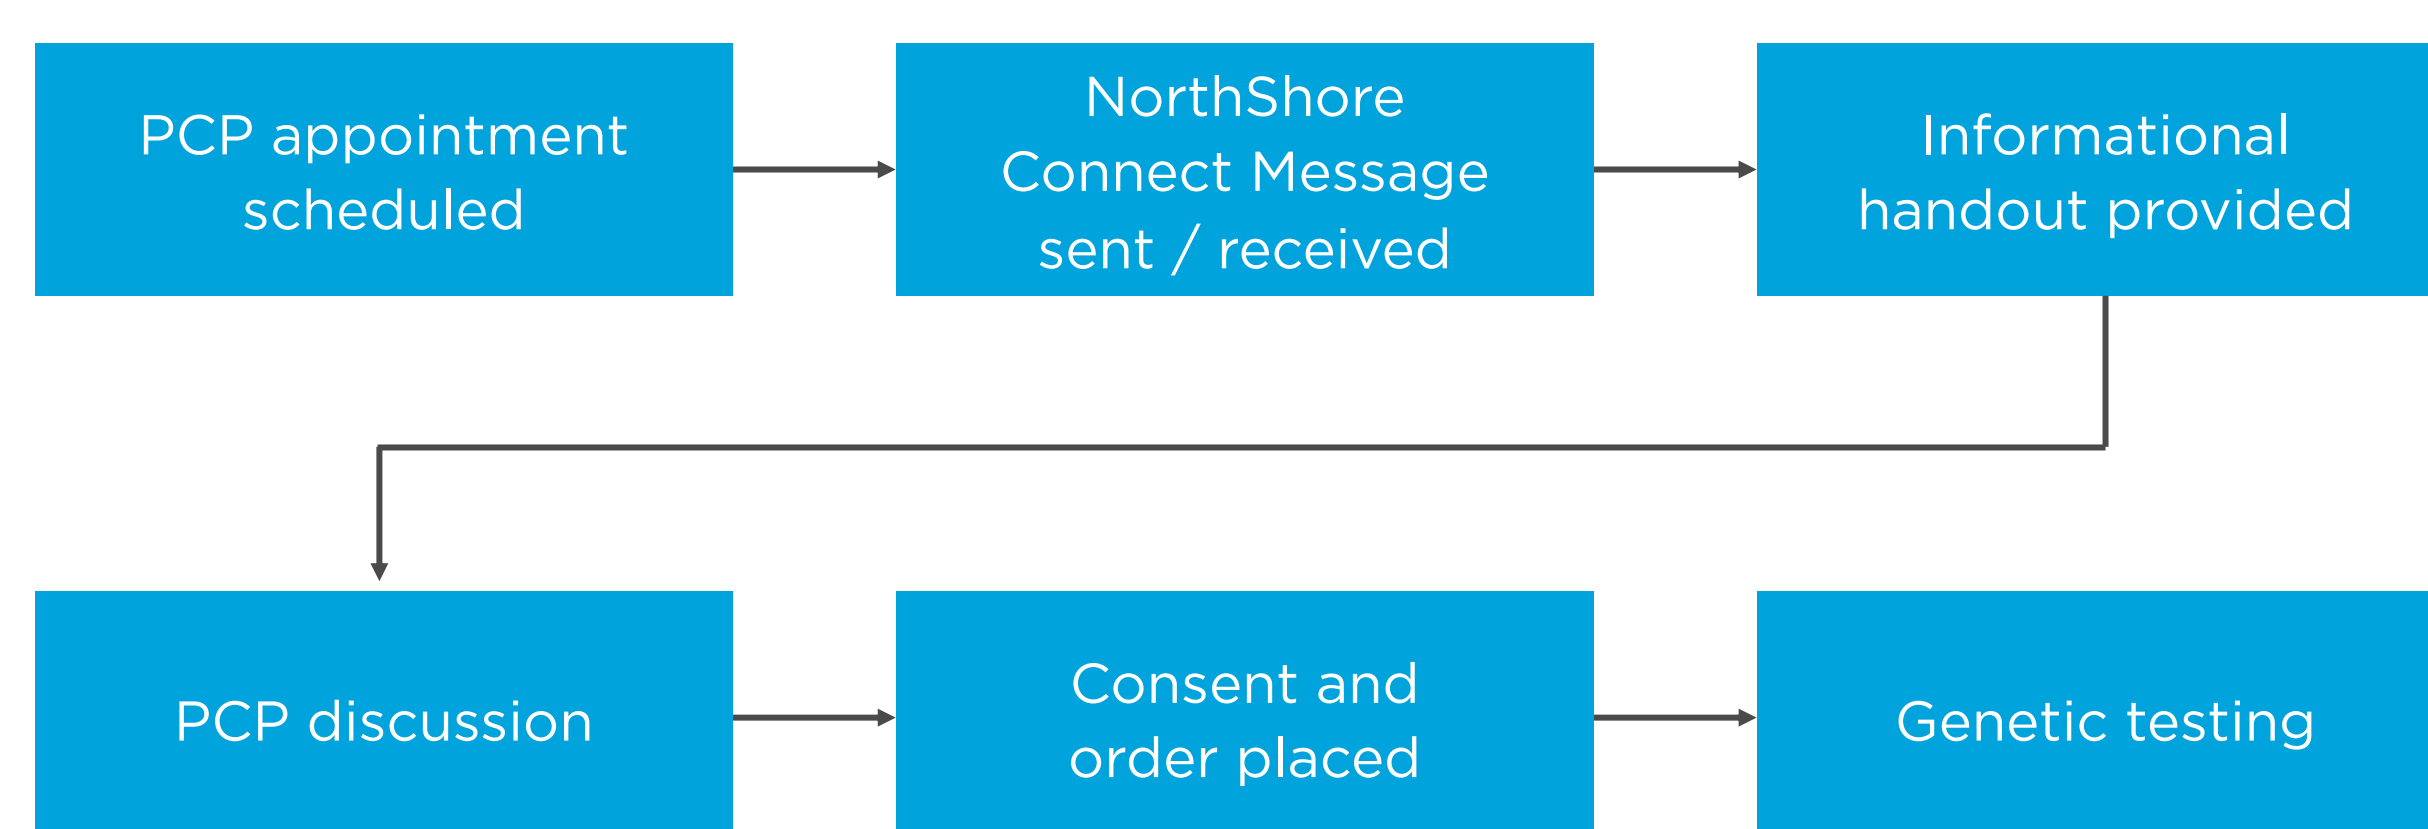 PCP appointment
scheduled
NorthShore
Connect Message
sent / received
Informational
handout provided
PCP discussion
Consent and
order placed
Genetic testing